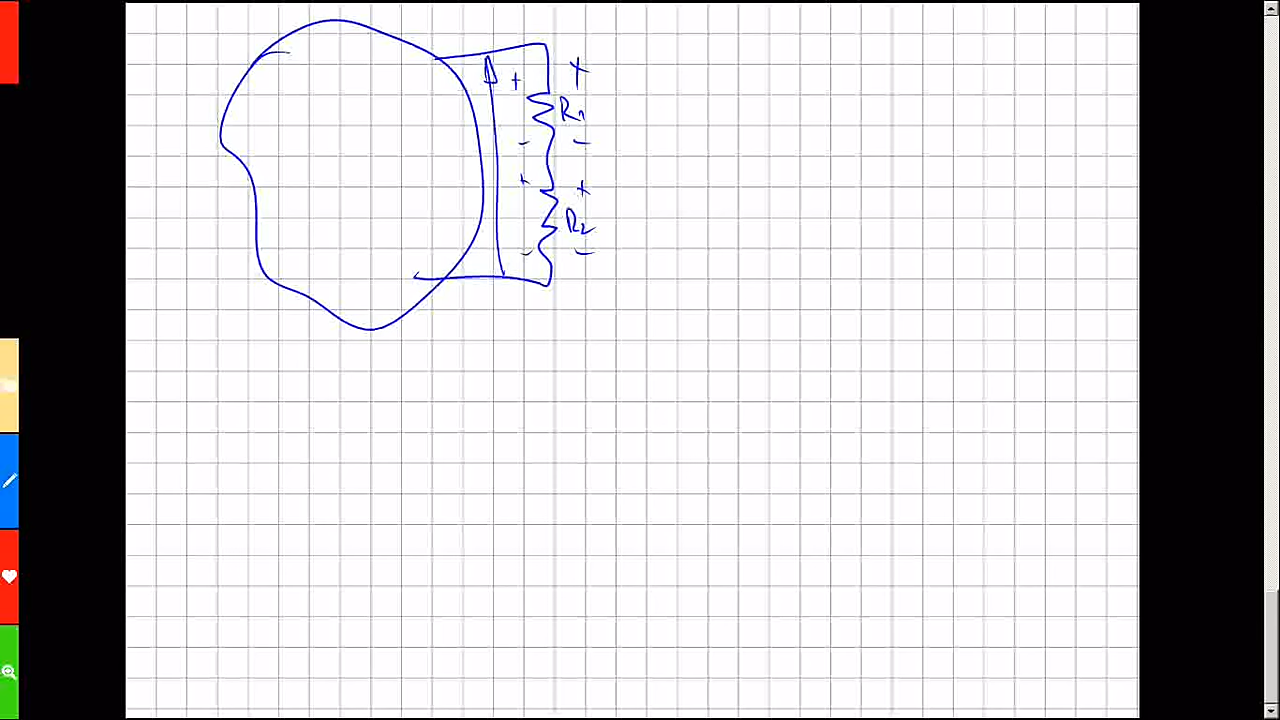 + +
R1
- -
+ +
R2
- -